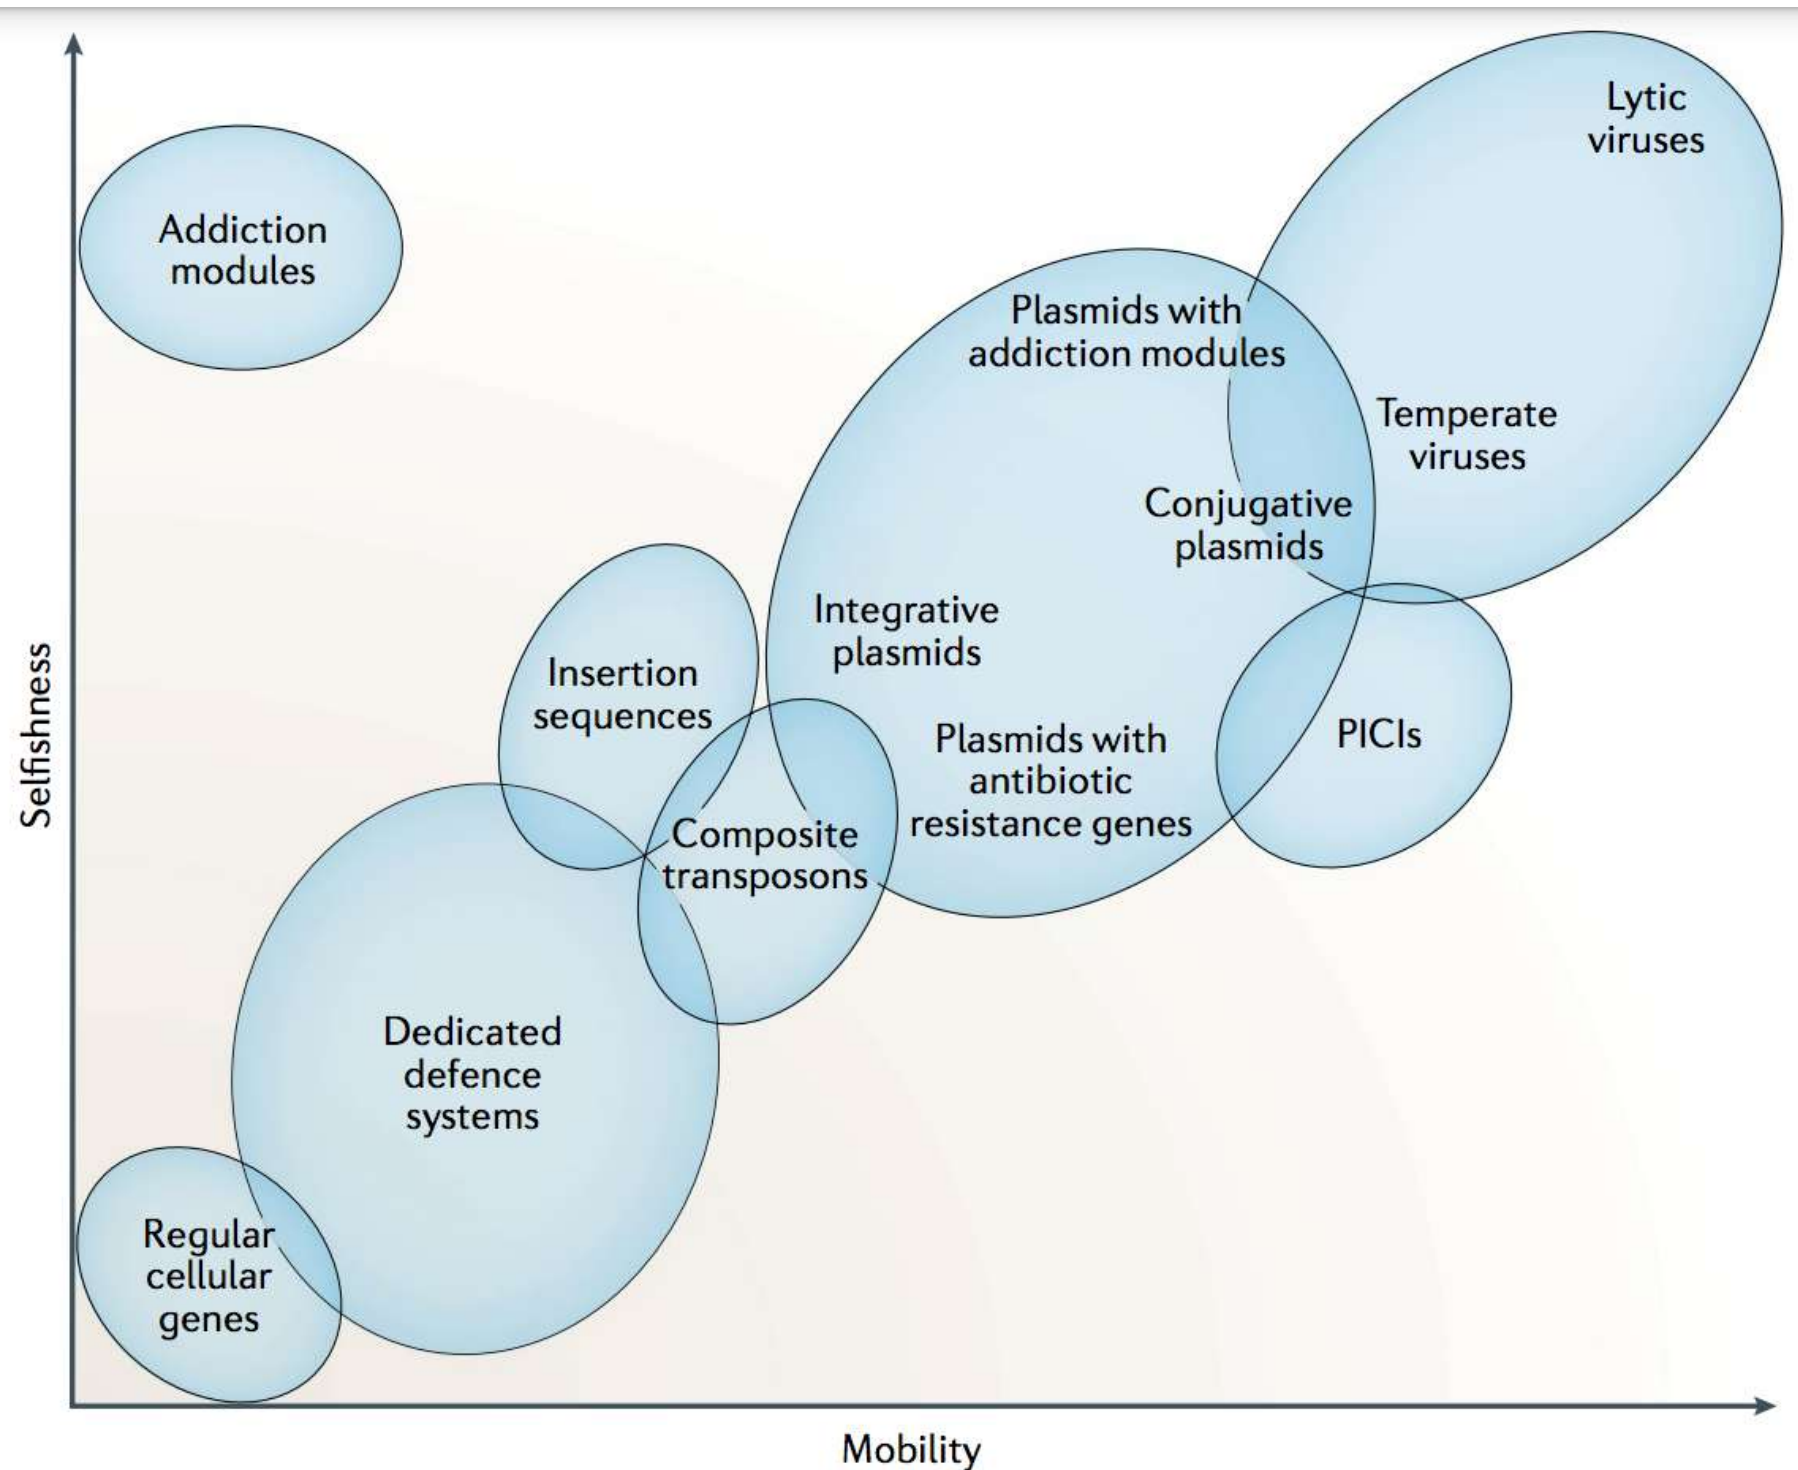 Lytic
viruses
Addiction
modules
Plasmids with
addiction modules
Temperate
viruses
Conjugative
plasmids
Integrative
plasmids
Insertion
sequences
Plasmids with
antibiotic
resistance genes
PICIs
Composite
transposons
Dedicated
defence
systems
Regular
cellular
genes
Selfishness
Mobility